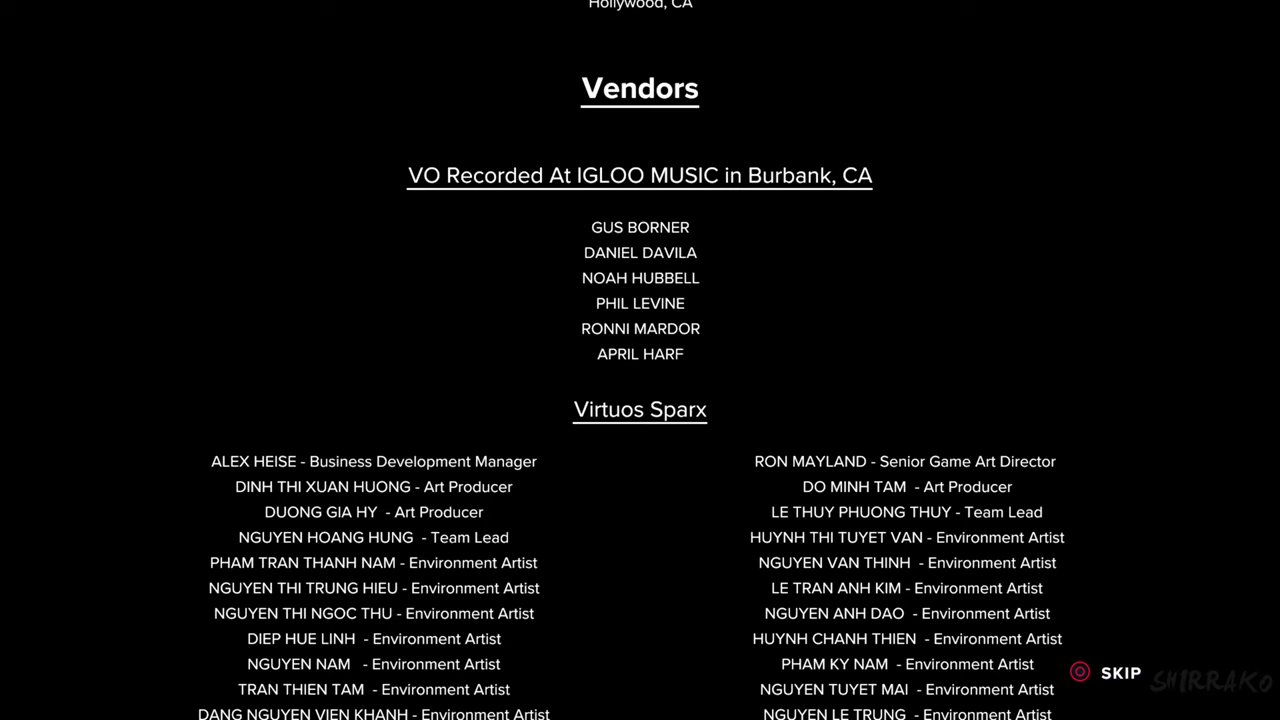 Hollywood, CA
Vendors
VO Recorded At IGLOO MUSIC in Burbank, CA
GUS BORNER
DANIEL DAVILA
NOAH HUBBELL
PHIL LEVINE
RONNI MARDOR
APRIL HARF
Virtuos Sparx
ALEX HEISE - Business Development Manager
RON MAYLAND - Senior Game Art Director
DINH THI XUAN HUONG - Art Producer
DO MINH TAM - Art Producer
DUONG GIA HY - Art Producer
LE THUY PHUONG THUY - Team Lead
NGUYEN HOANG HUNG - Team Lead
HUYNH THI TUYET VAN - Environment Artist
PHAM TRAN THANH NAM - Environment Artist
NGUYEN VAN THINH - Environment Artist
NGUYEN THI TRUNG HIEU - Environment Artist
LE TRAN ANH KIM - Environment Artist
NGUYEN THI NGOC THU - Environment Artist
NGUYEN ANH DAO - Environment Artist
DIEP HUE LINH - Environment Artist
HUYNH CHANH THIEN - Environment Artist
NGUYEN NAM - Environment Artist
PHAM KY NAM - Environment Artist
TRAN THIEN TAM - Environment Artist
NGUYEN TUYET MAI - Environment Artist
DANG NGUYEN VIEN KHANH - Environment Artist
NGUYEN LE TRUNG - Environment Artist
SKIP
SHIRRAKO